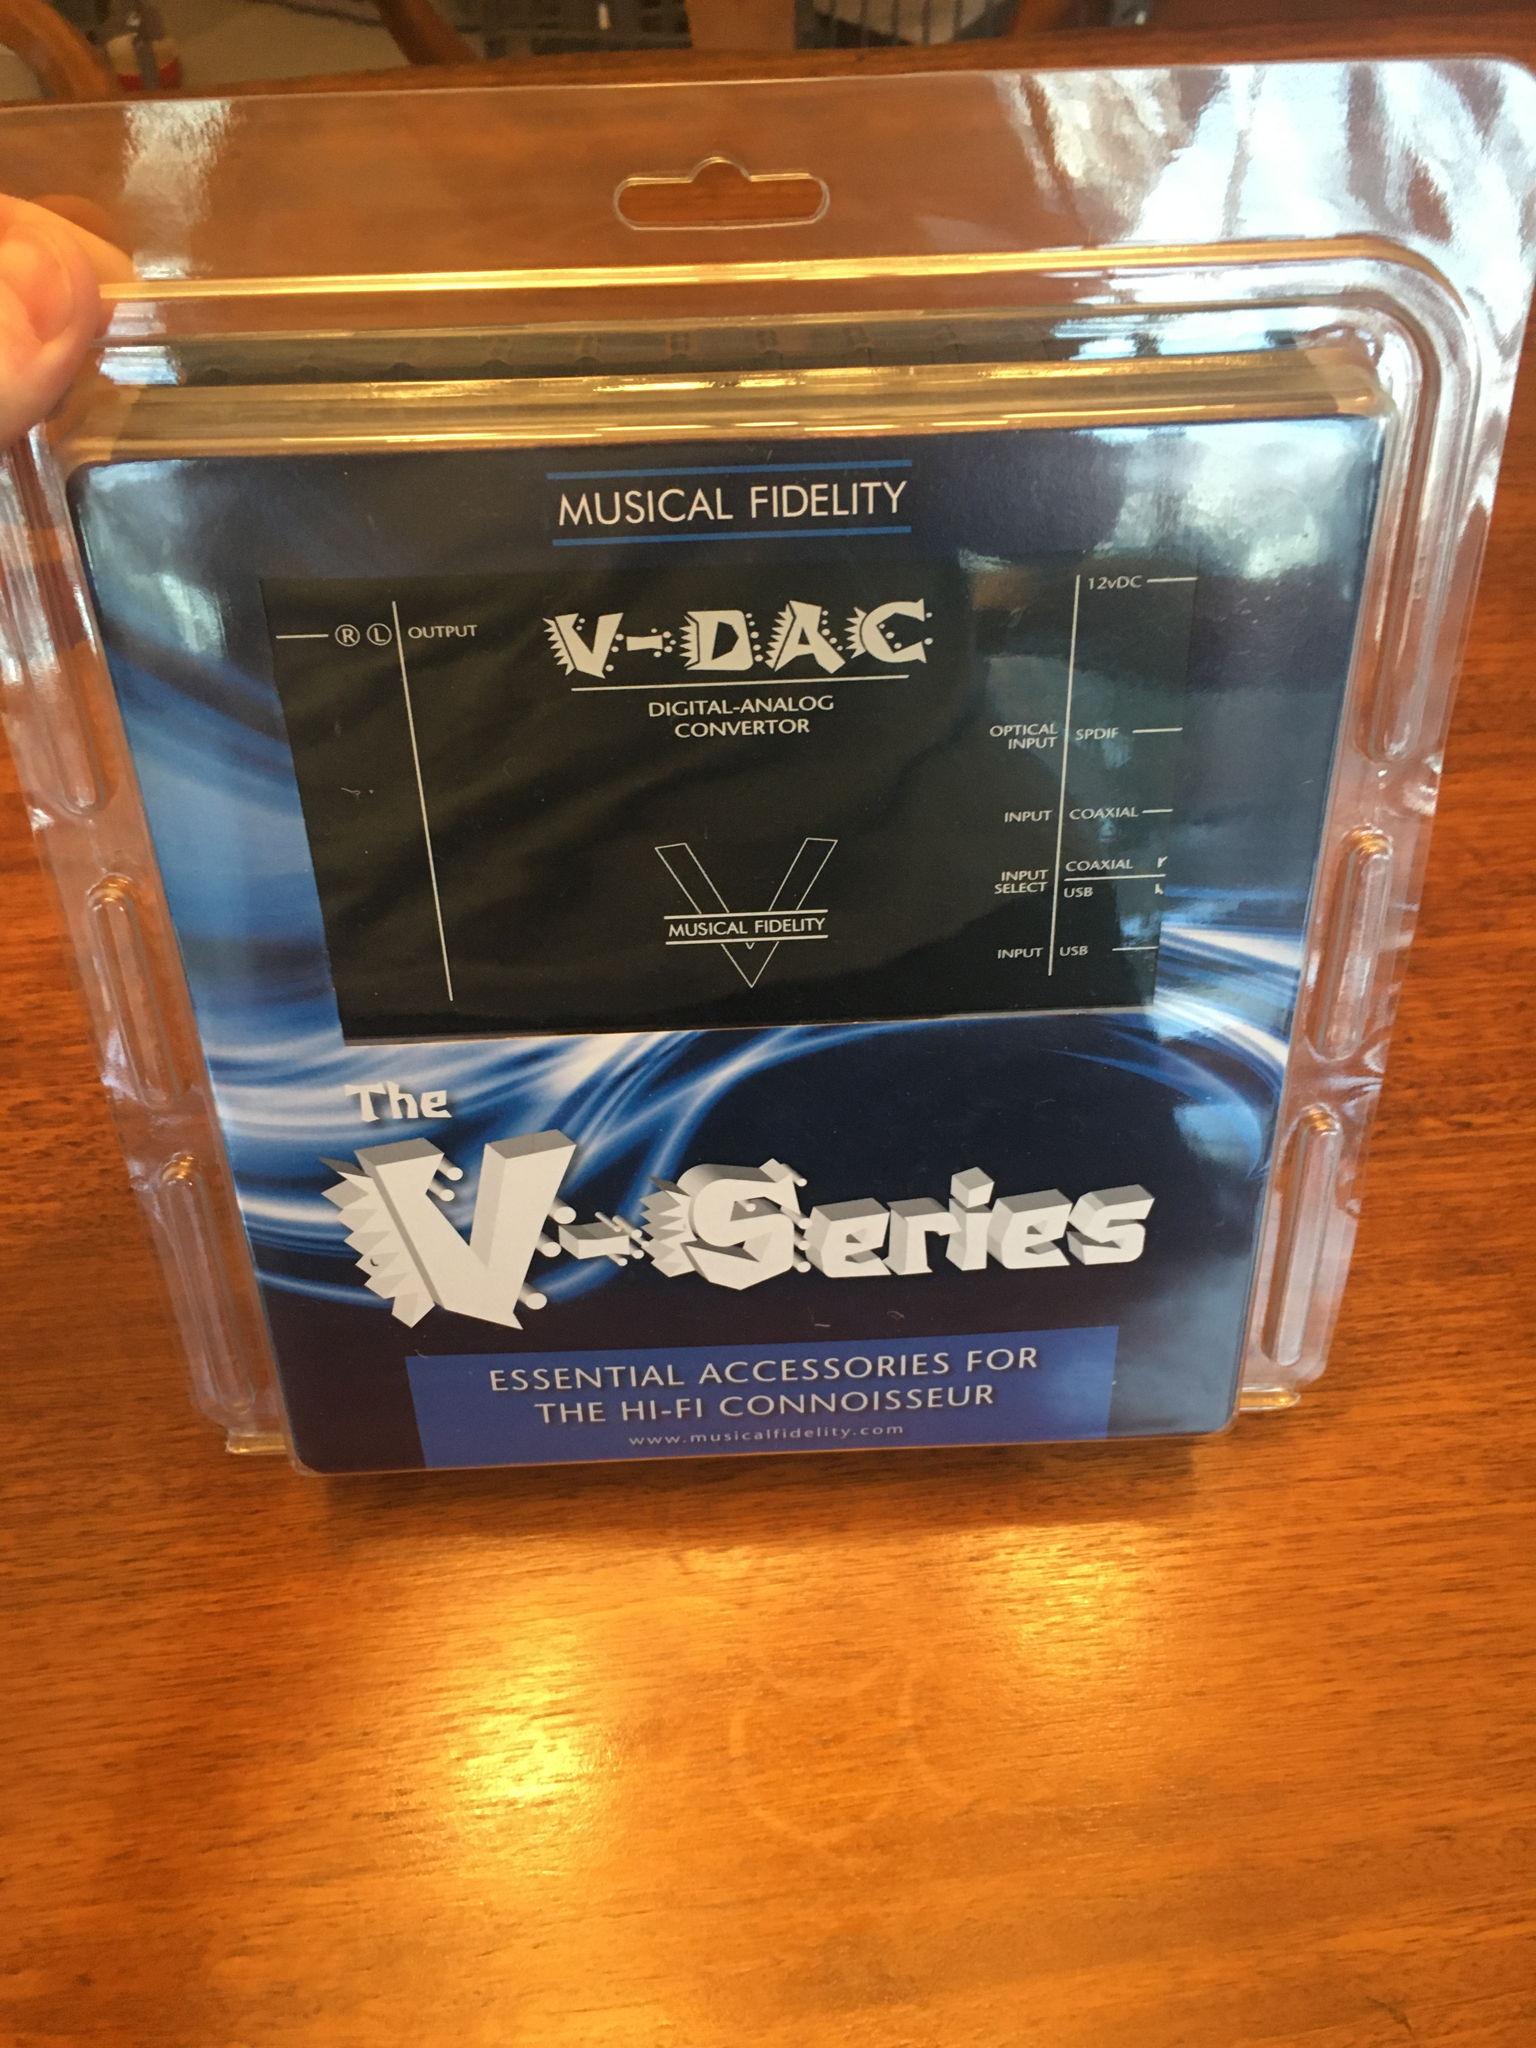 MUSICAL FIDELITY
V-DAC
DIGITAL-ANALOG
CONVERTOR
R L OUTPUT
12vDC
OPTICAL
INPUT
SPDIF
INPUT COAXIAL
INPUT
SELECT
COAXIAL
USB
INPUT USB
MUSICAL FIDELITY
The
V-Series
ESSENTIAL ACCESSORIES FOR
THE HI-FI CONNOISSEUR
www.musicalfidelity.com